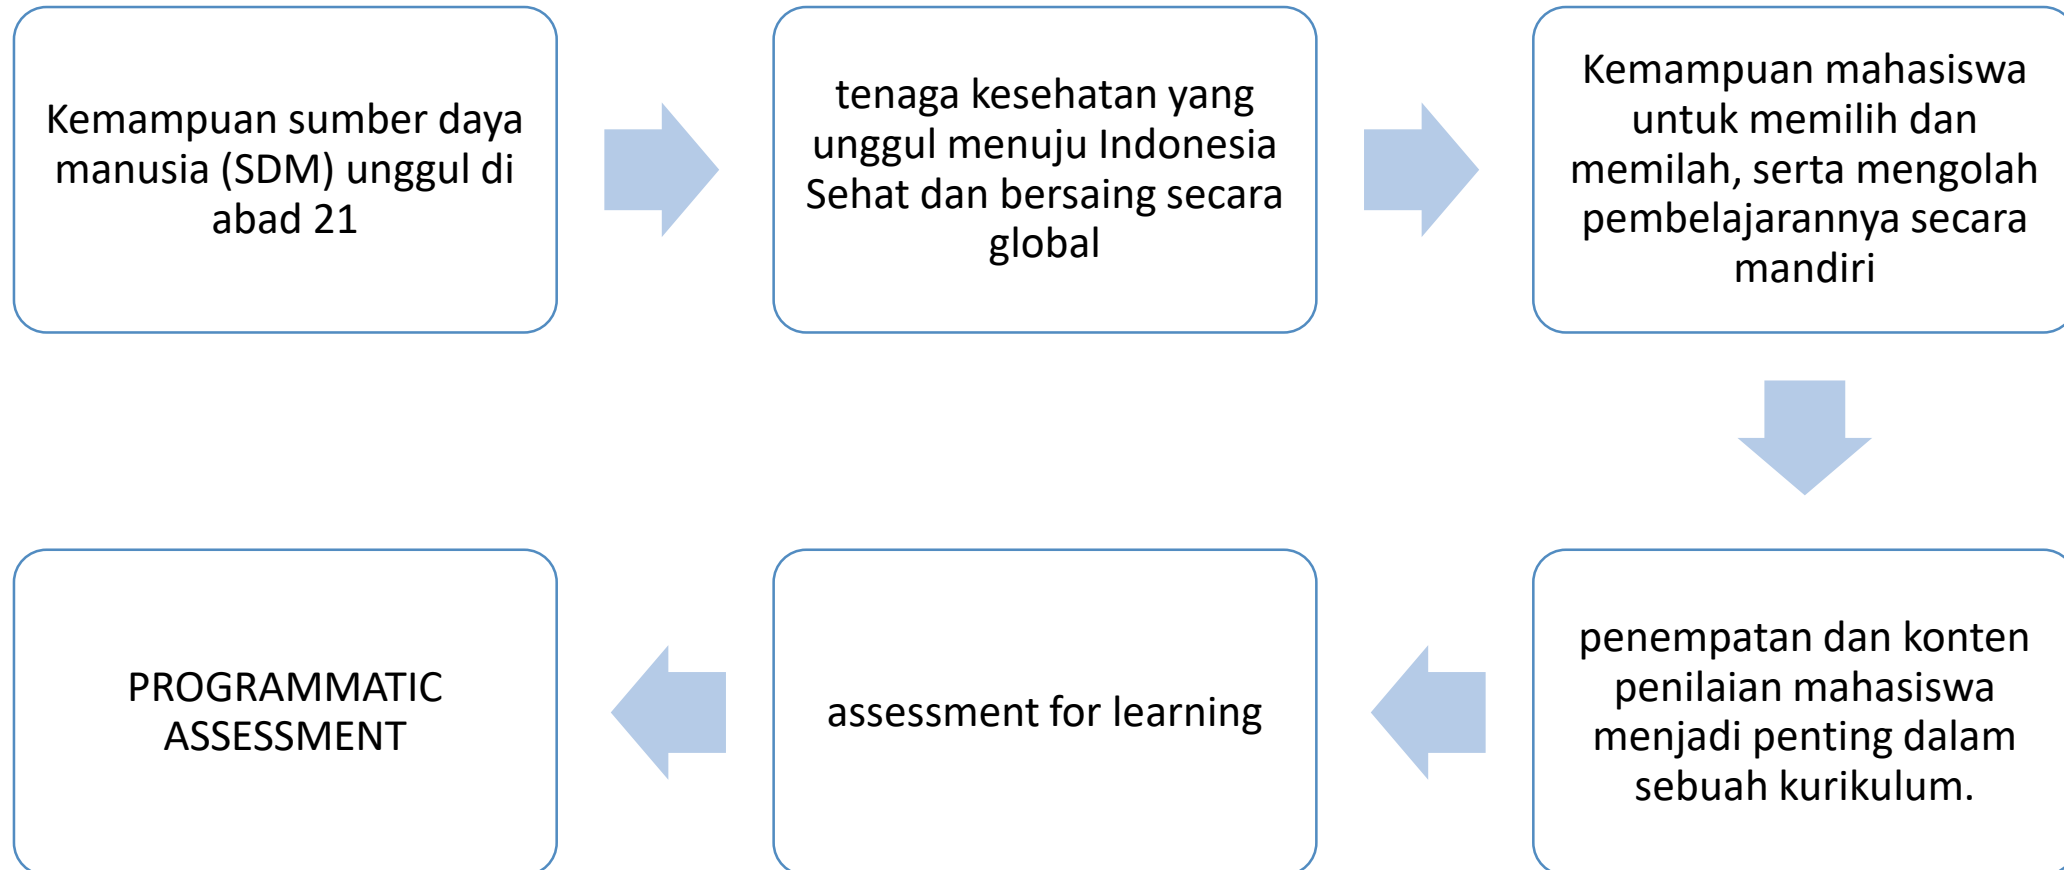 Kemampuan sumber daya
manusia (SDM) unggul di
abad 21
tenaga kesehatan yang
unggul menuju Indonesia
Sehat dan bersaing secara
global
Kemampuan mahasiswa
untuk memilih dan
memilah, serta mengolah
pembelajarannya secara
mandiri
penempatan dan konten
penilaian mahasiswa
menjadi penting dalam
sebuah kurikulum.
assessment for learning
PROGRAMMATIC
ASSESSMENT